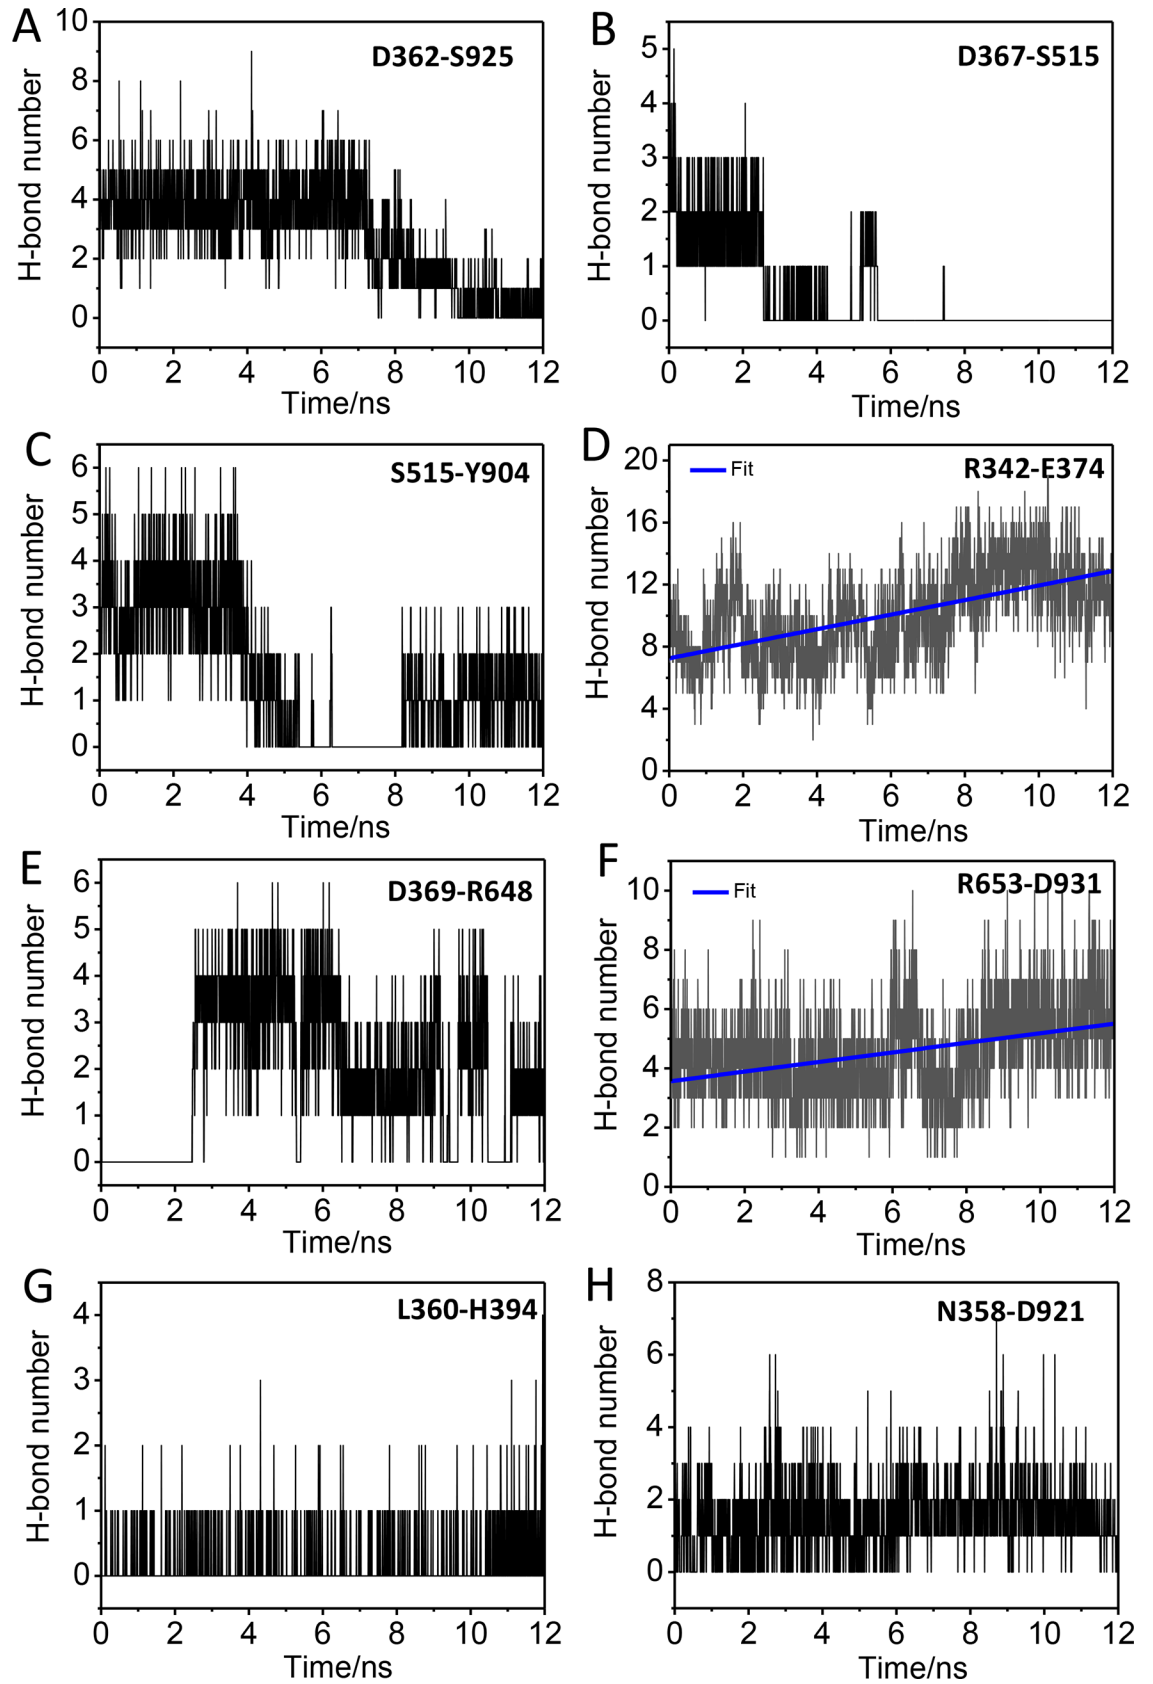 A
D362-S925
H-bond number
10
8
6
4
2
0
0 2 4 6 8 10 12
Time/ns
B
D367-S515
H-bond number
5
4
3
2
1
0
0 2 4 6 8 10 12
Time/ns
C
S515-Y904
H-bond number
6
5
4
3
2
1
0
0 2 4 6 8 10 12
Time/ns
D
Fit
R342-E374
H-bond number
20
16
12
8
4
0
0 2 4 6 8 10 12
Time/ns
E
D369-R648
H-bond number
6
5
4
3
2
1
0
0 2 4 6 8 10 12
Time/ns
F
Fit
R653-D931
H-bond number
10
8
6
4
2
0
0 2 4 6 8 10 12
Time/ns
G
L360-H394
H-bond number
4
3
2
1
0
0 2 4 6 8 10 12
Time/ns
H
N358-D921
H-bond number
8
6
4
2
0
0 2 4 6 8 10 12
Time/ns